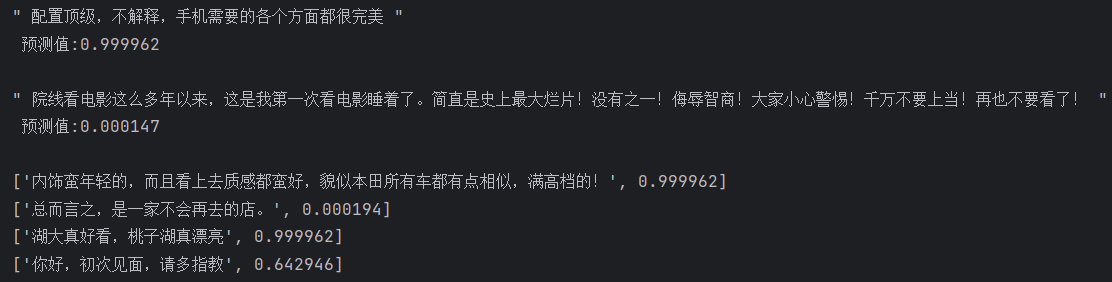 " 配置顶级，不解释，手机需要的各个方面都很完美 "
预测值:0.999962
" 院线看电影这么多年以来，这是我第一次看电影睡着了。简直是史上最大烂片！没有之一！侮辱智商！大家小心警惕！千万不要上当！再也不要看了！ "
预测值:0.000147
['内饰蛮年轻的，而且看上去质感都蛮好，貌似本田所有车都有点相似，满高档的！', 0.999962]
['总而言之，是一家不会再去的店。', 0.000194]
['湖大真好看，桃子湖真漂亮', 0.999962]
['你好，初次见面，请多指教', 0.642946]